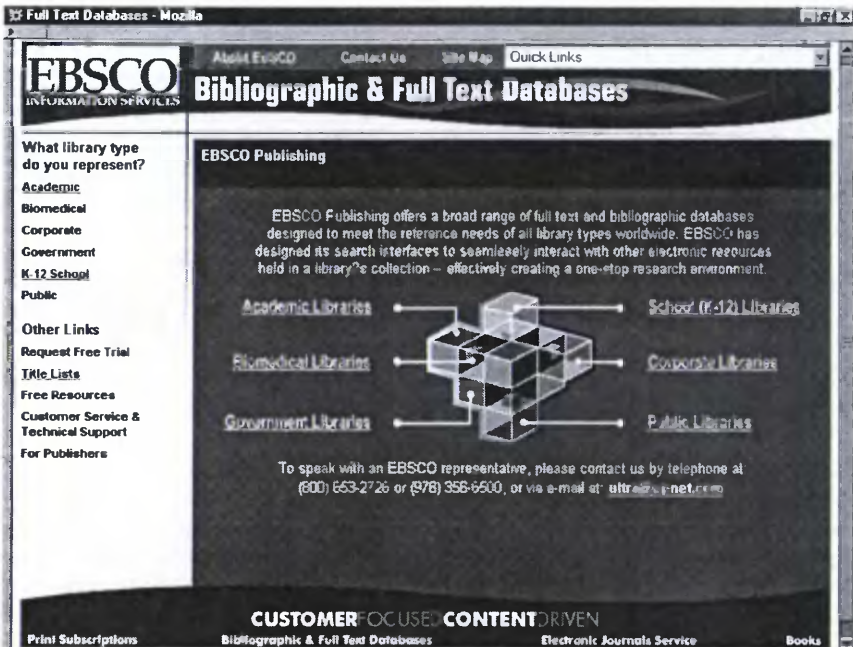 Full Text Databases - Mozilla
About EBSCO Contact Us Site Map Quick Links
EBSCO
INFORMATION SERVICES
Bibliographic & Full Text Databases
What library type
do you represent?
Academic
Biomedical
Corporate
Government
K-12 School
Public
Other Links
Request Free Trial
Title Lists
Free Resources
Customer Service &
Technical Support
For Publishers
EBSCO Publishing
EBSCO Publishing offers a broad range of full text and bibliographic databases
designed to meet the reference needs of all library types worldwide. EBSCO has
designed its search interfaces to seamlessly interact with other electronic resources
held in a library"s collection – effectively creating a one-stop research environment.
Academic Libraries
School (K-12) Libraries
Biomedical Libraries
Corporate Libraries
Government Libraries
Public Libraries
To speak with an EBSCO representative, please contact us by telephone at
(800) 653-2726 or (978) 356-6500, or via e-mail at:
CUSTOMERFOCUSEDCONTENTDRIVEN
Print Subscriptions Bibliographic & Full Text Databases Electronic Journals Service Books